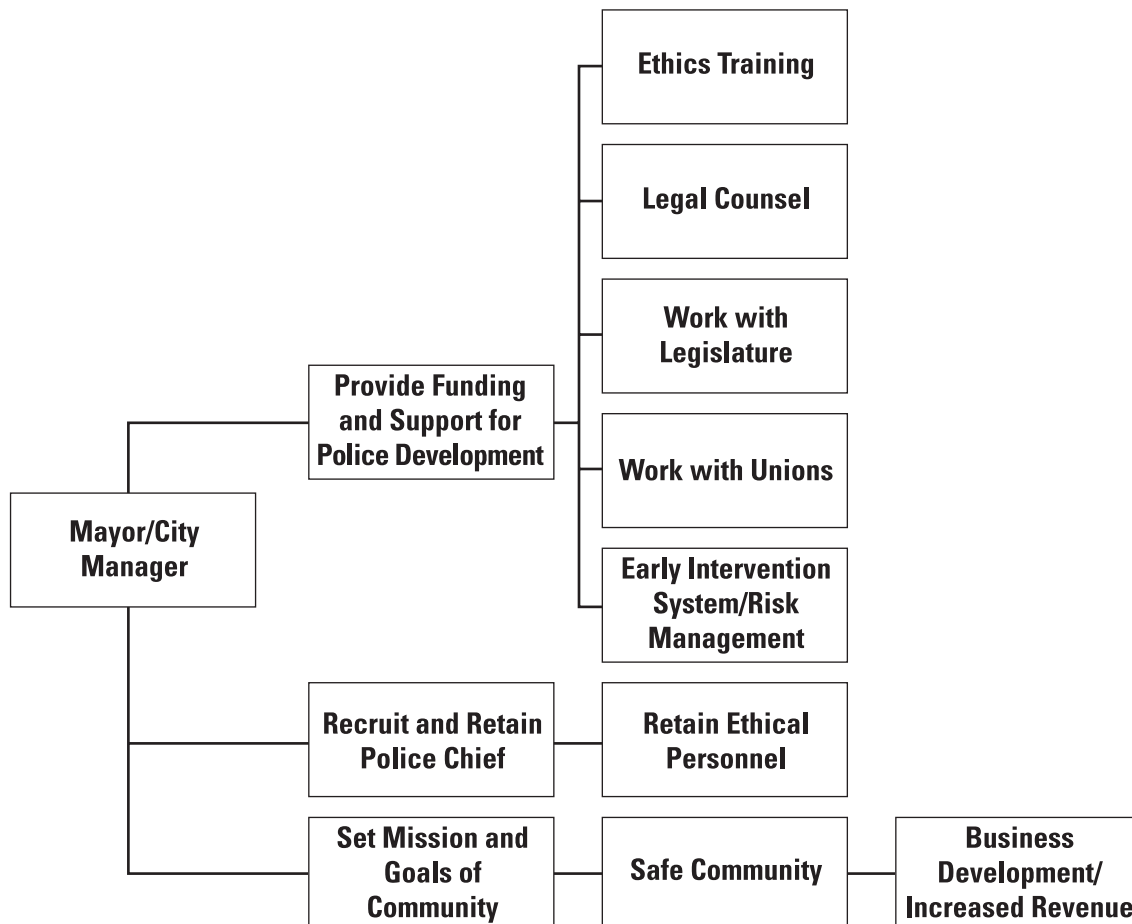 Ethics Training
Legal Counsel
Work with
Legislature
Provide Funding
and Support for
Police Development
Work with Unions
Mayor/City
Manager
Early Intervention
System/Risk
Management
Recruit and Retain
Police Chief
Retain Ethical
Personnel
Set Mission and
Goals of
Community
Safe Community
Business
Development/
Increased Revenue